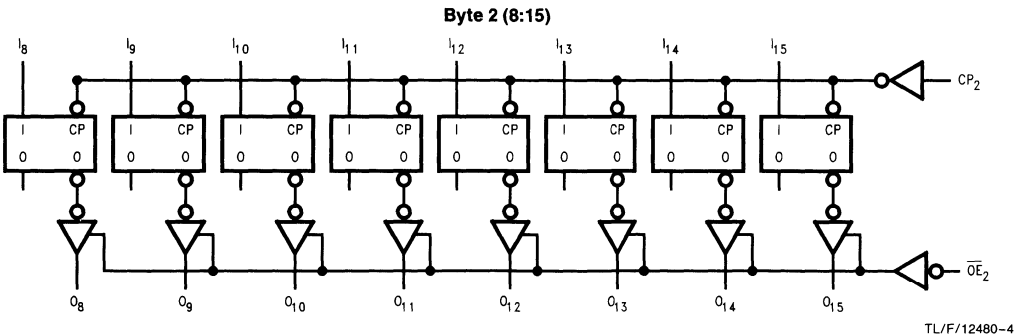 Byte 2 (8:15)
I8 I9 I10 I11 I12 I13 I14 I15
CP2
I CP I CP I CP I CP I CP I CP I CP I CP
O O O O O O O O O O O O O O O O
OE2
O8 O9 O10 O11 O12 O13 O14 O15
TL/F/12480-4